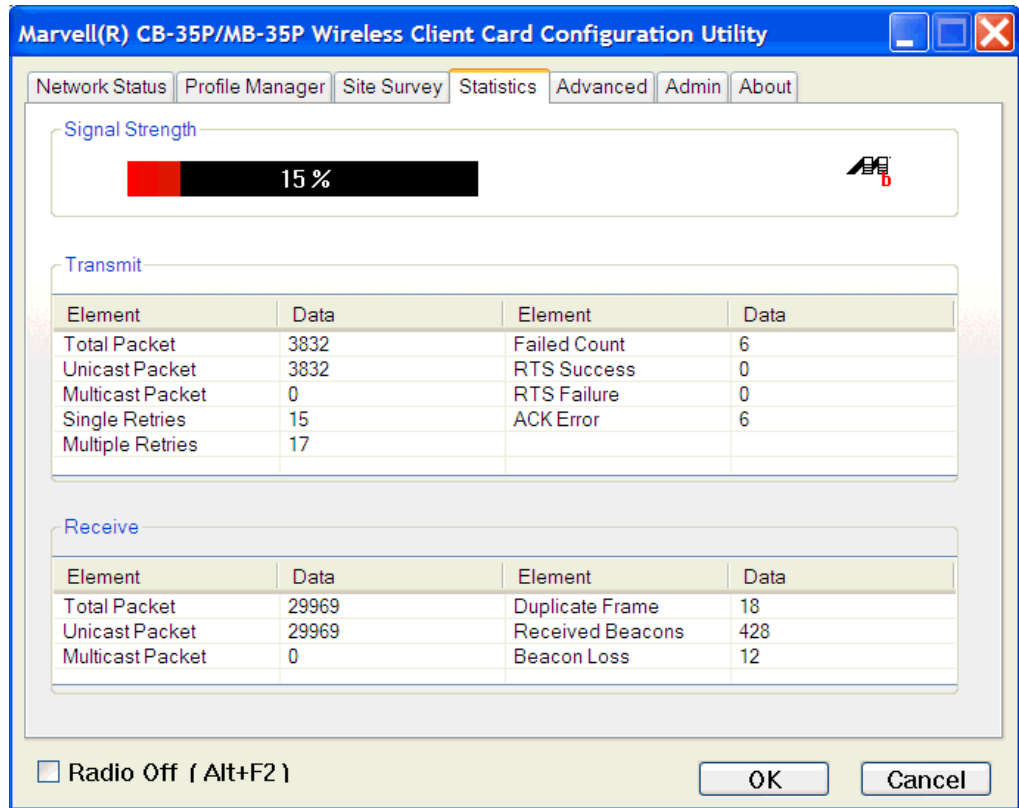 Marvell(R) CB-35P/MB-35P Wireless Client Card Configuration Utility
Network Status Profile Manager Site Survey Statistics Advanced Admin About
Signal Strength
15 %
b
Transmit
Element Data Element Data
Total Packet 3832 Failed Count 6
Unicast Packet 3832 RTS Success 0
Multicast Packet 0 RTS Failure 0
Single Retries 15 ACK Error 6
Multiple Retries 17
Receive
Element Data Element Data
Total Packet 29969 Duplicate Frame 18
Unicast Packet 29969 Received Beacons 428
Multicast Packet 0 Beacon Loss 12
Radio Off (Alt+F2)
OK Cancel